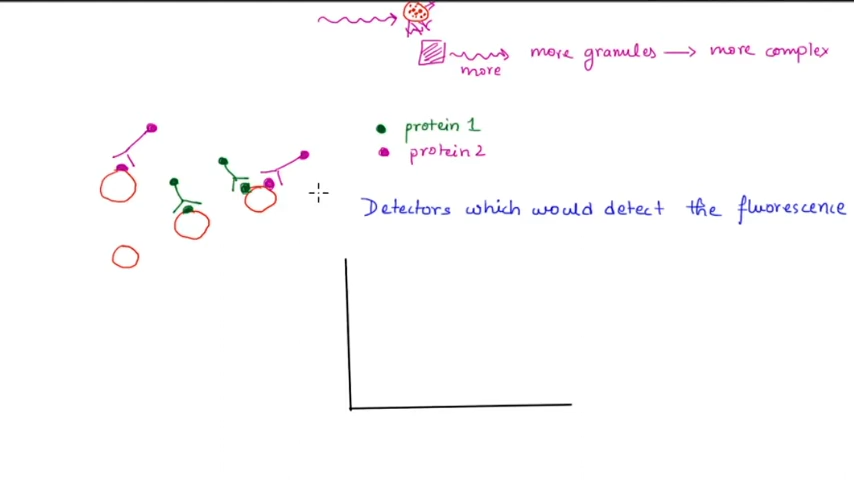 more granules → more complex
more
protein 1
protein 2
Detectors which would detect the fluorescence